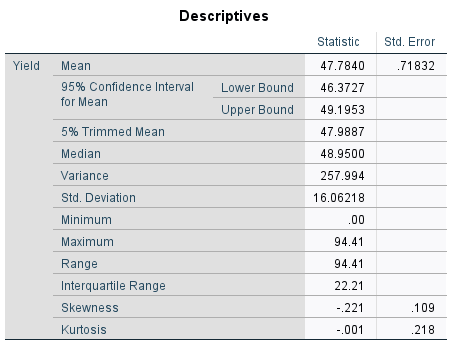 Descriptives
Statistic Std. Error
Yield Mean 47.7840 .71832
95% Confidence Interval for Mean Lower Bound 46.3727
Upper Bound 49.1953
5% Trimmed Mean 47.9887
Median 48.9500
Variance 257.994
Std. Deviation 16.06218
Minimum .00
Maximum 94.41
Range 94.41
Interquartile Range 22.21
Skewness -.221 .109
Kurtosis -.001 .218